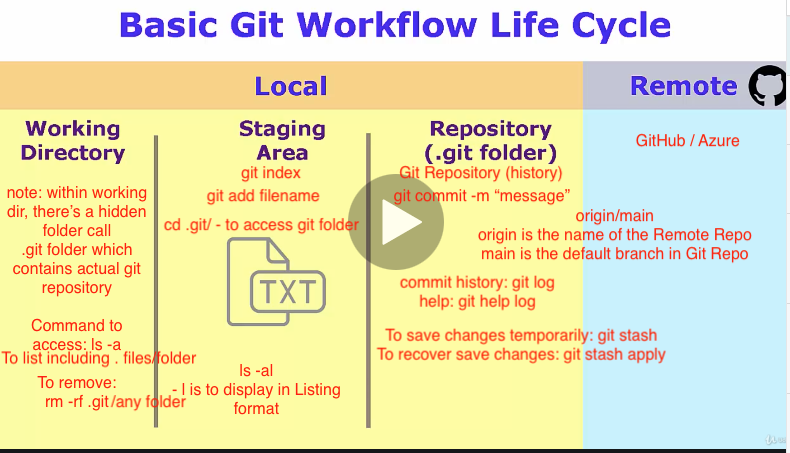 Basic Git Workflow Life Cycle
Local
Remote
Working
Directory
note: within working
dir, there's a hidden
folder call
.git folder which
contains actual git
repository
Command to
access: ls -a
To list including . files/folder
To remove:
rm -rf .git/any folder
Staging
Area
git index
git add filename
cd .git/ - to access git folder
TXT
ls -al
- l is to display in Listing
format
Repository
(.git folder)
Git Repository (history)
git commit -m “message”
origin/main
origin is the name of the Remote Repo
main is the default branch in Git Repo
commit history: git log
help: git help log
To save changes temporarily: git stash
To recover save changes: git stash apply
GitHub / Azure